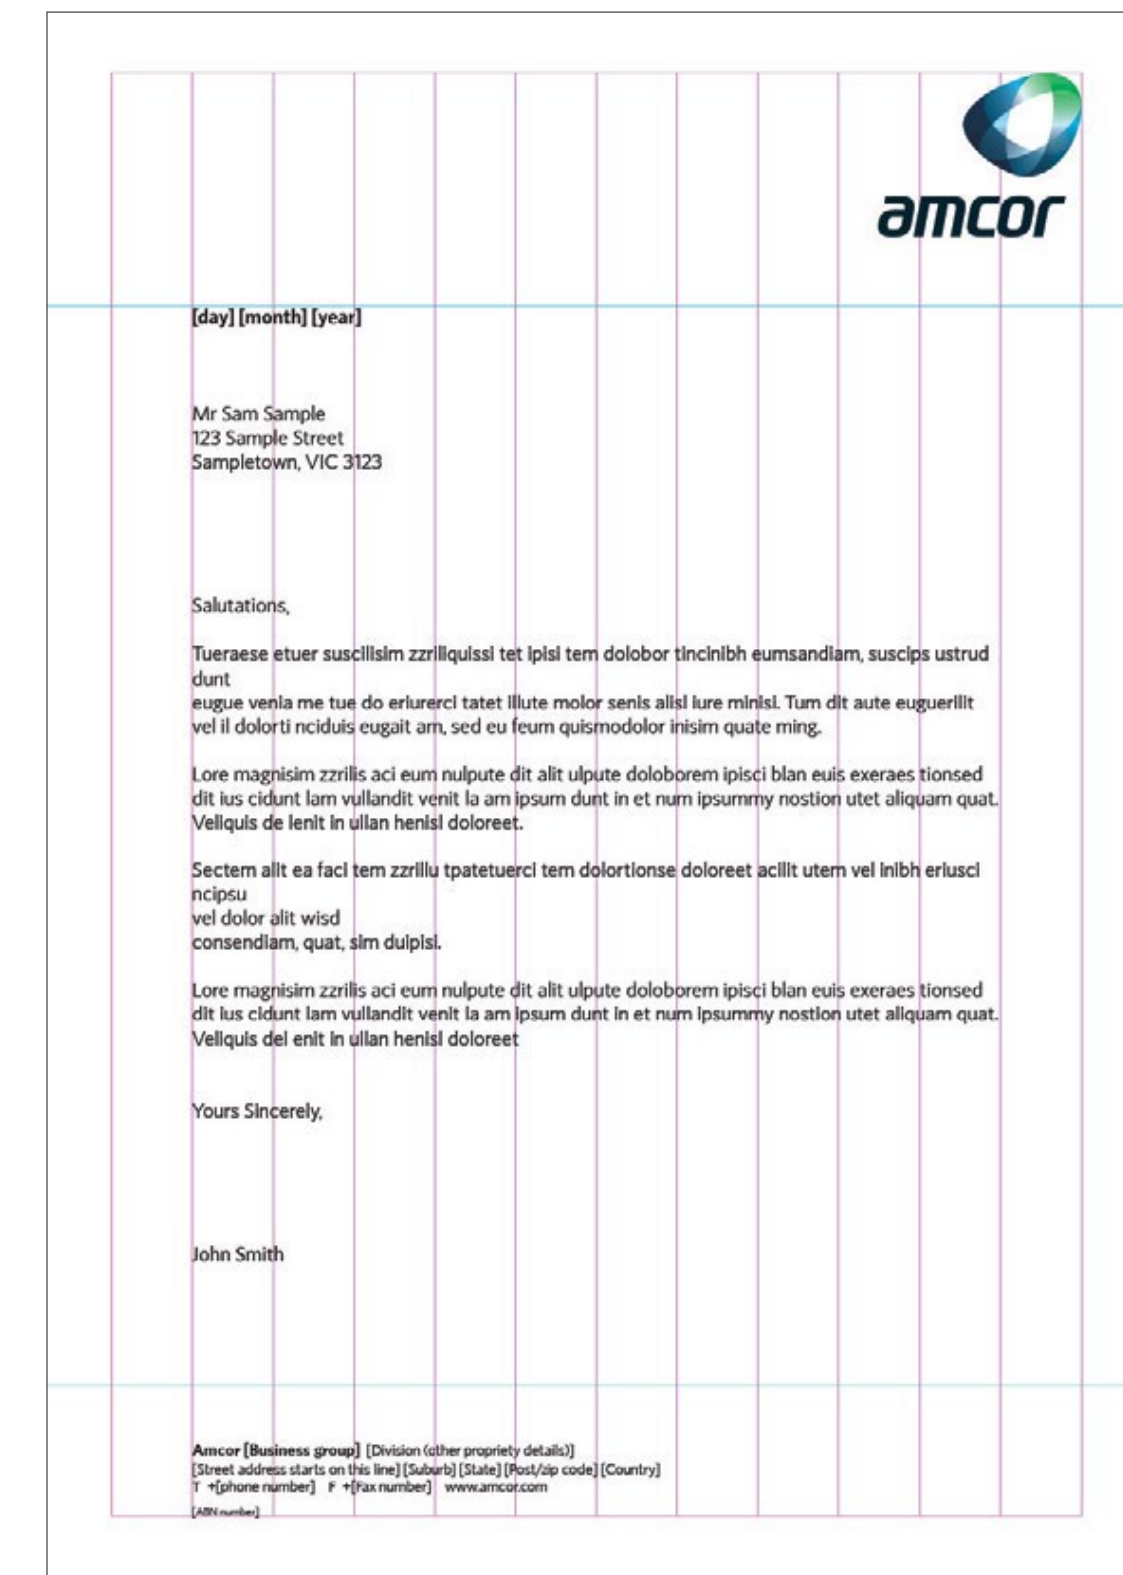 amcor
[day] [month] [year]
Mr Sam Sample
123 Sample Street
Sampletown, VIC 3123
Salutations,
Tueraese etuer suscilisim zzriliquissi tet ipisi tem dolobor tincinibh eumsandiam, suscips ustrud
dunt
eugue venia me tue do eriurerci tatet illute molor senis alisi iure minisi. Tum dit aute euguerilit
vel il dolorti nciduis eugait am, sed eu feum quismodolor inisim quate ming.
Lore magnisim zzrilis aci eum nulpute dit alit ulpute doloborem ipisci blan euis exeraes tionsed
dit ius cidunt lam vullandit venit la am ipsum dunt in et num ipsummy nostion utet aliquam quat.
Veliquis de lenit in ullan henisl doloreet.
Sectem alit ea faci tem zzrillu tpatetuerci tem dolortionse doloreet acilit utem vel inibh eriusci
ncipsu
vel dolor alit wisd
consendiam, quat, sim duipisi.
Lore magnisim zzrilis aci eum nulpute dit alit ulpute doloborem ipisci blan euis exeraes tionsed
dit ius cidunt lam vullandit venit la am ipsum dunt in et num ipsummy nostion utet aliquam quat.
Veliquis del enit in ullan henisl doloreet
Yours Sincerely,
John Smith
Amcor [Business group] [Division (other propriety details)]
[Street address starts on this line] [Suburb] [State] [Post/zip code] [Country]
T +[phone number] F +[Fax number] www.amcor.com
[ABN number]